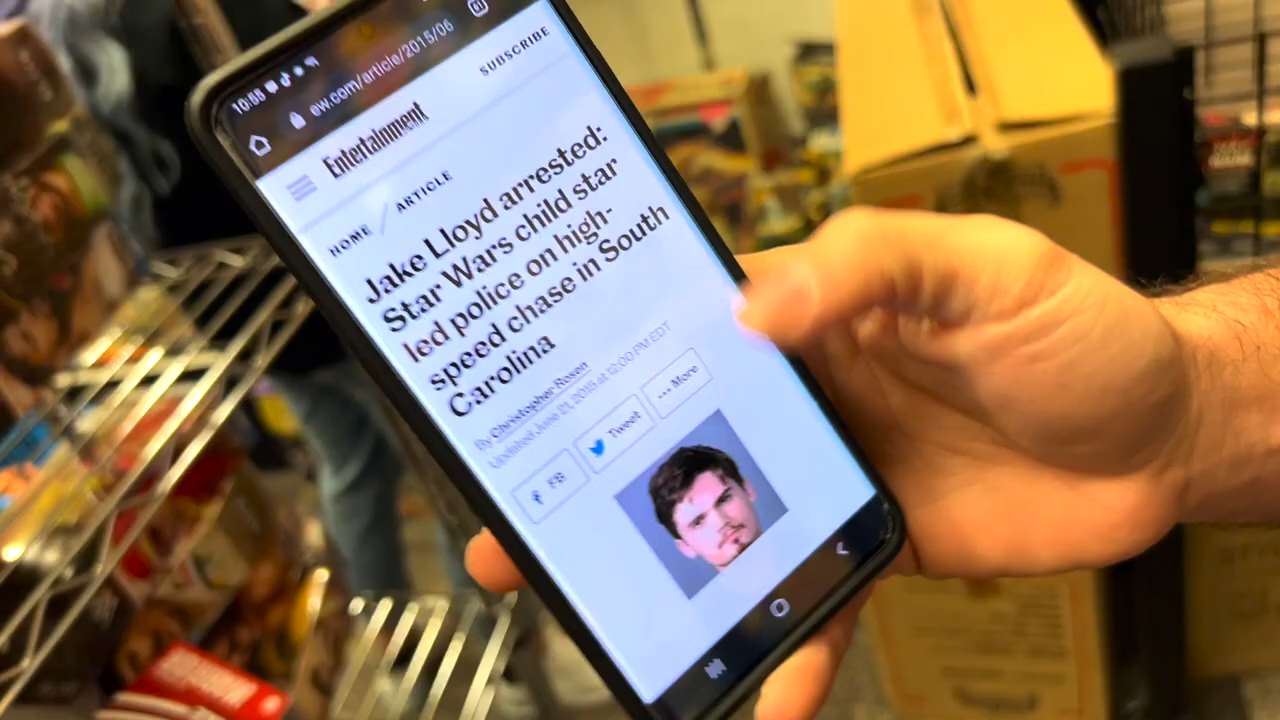 10:55
ew.com/article/2015/06
SUBSCRIBE
Entertainment
HOME / ARTICLE
Jake Lloyd arrested:
Star Wars child star
led police on high-
speed chase in South
Carolina
By Christopher Rosen
Updated June 21, 2015 at 12:00 PM EDT
FB
Tweet
... More